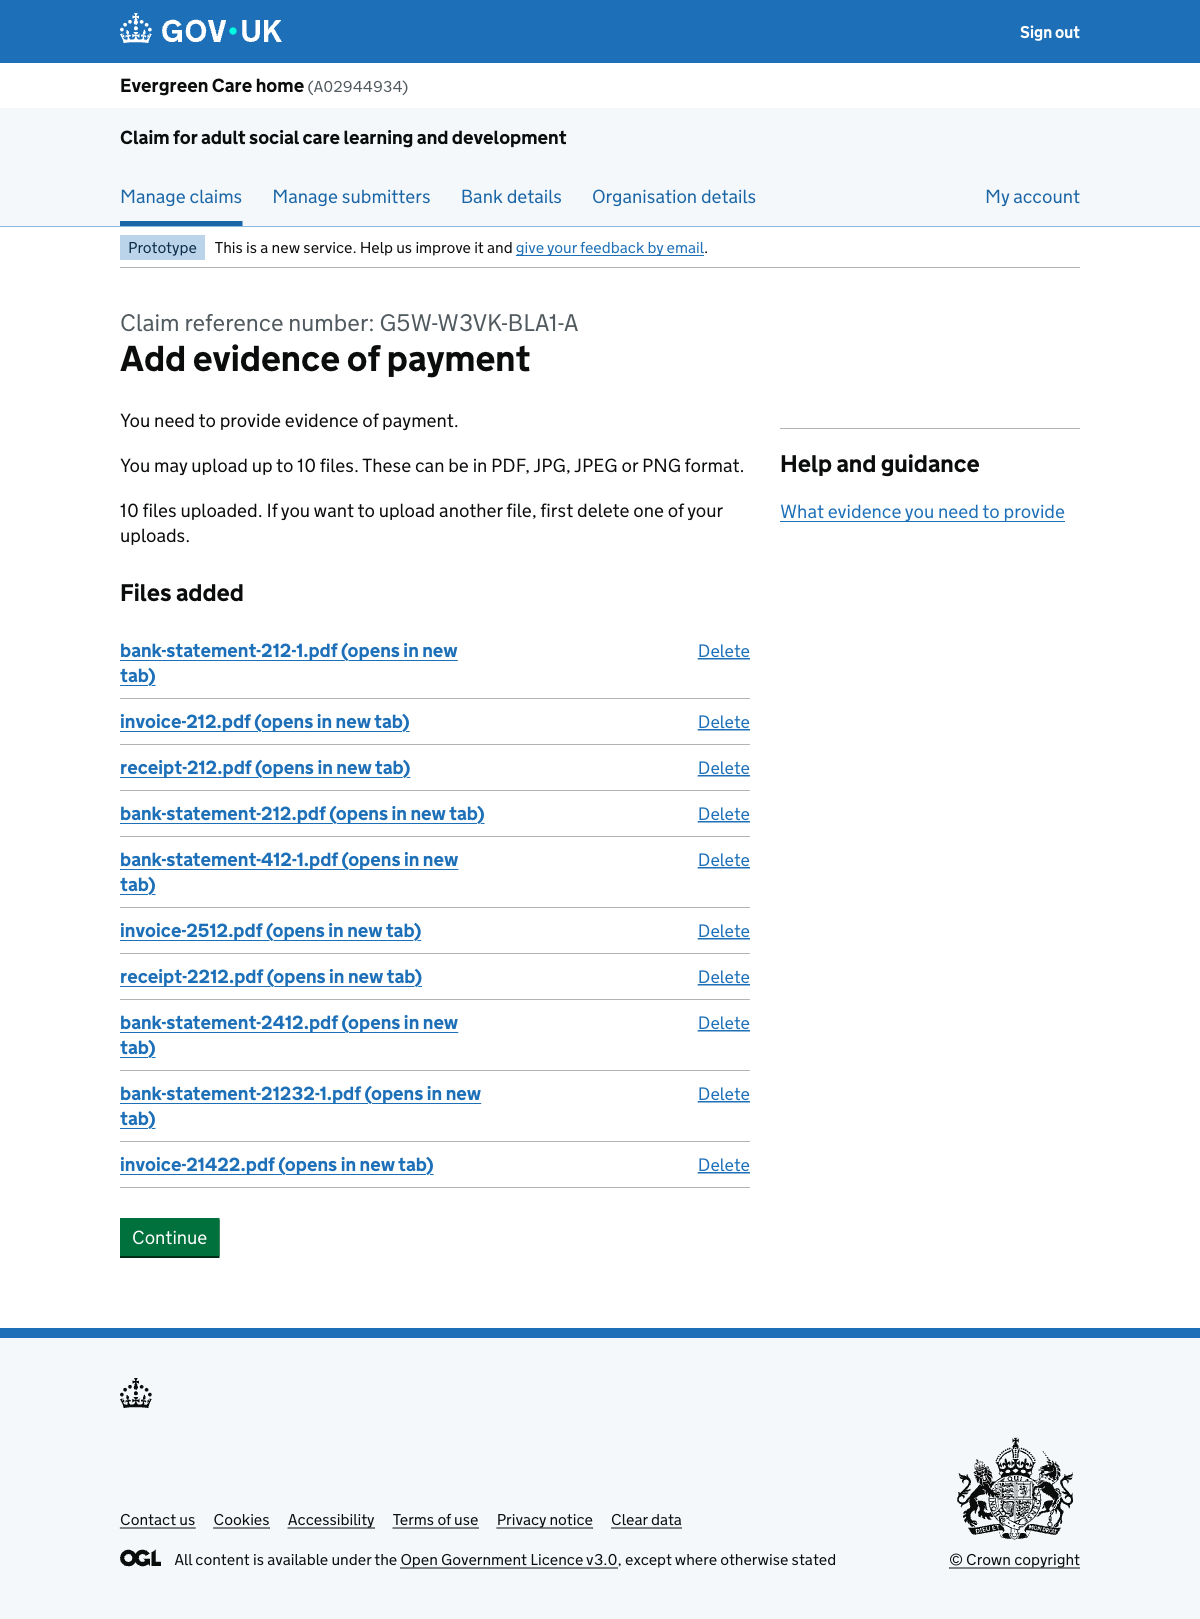 GOV•UK
Sign out
Evergreen Care home (A02944934)
Claim for adult social care learning and development
Manage claims
Manage submitters
Bank details
Organisation details
My account
Prototype
This is a new service. Help us improve it and give your feedback by email.
Claim reference number: G5W-W3VK-BLA1-A
Add evidence of payment
You need to provide evidence of payment.
You may upload up to 10 files. These can be in PDF, JPG, JPEG or PNG format.
10 files uploaded. If you want to upload another file, first delete one of your
uploads.
Help and guidance
What evidence you need to provide
Files added
bank-statement-212-1.pdf (opens in new
tab)
Delete
invoice-212.pdf (opens in new tab)
Delete
receipt-212.pdf (opens in new tab)
Delete
bank-statement-212.pdf (opens in new tab)
Delete
bank-statement-412-1.pdf (opens in new
tab)
Delete
invoice-2512.pdf (opens in new tab)
Delete
receipt-2212.pdf (opens in new tab)
Delete
bank-statement-2412.pdf (opens in new
tab)
Delete
bank-statement-21232-1.pdf (opens in new
tab)
Delete
invoice-21422.pdf (opens in new tab)
Delete
Continue
Contact us
Cookies
Accessibility
Terms of use
Privacy notice
Clear data
OGL
All content is available under the Open Government Licence v3.0, except where otherwise stated
© Crown copyright